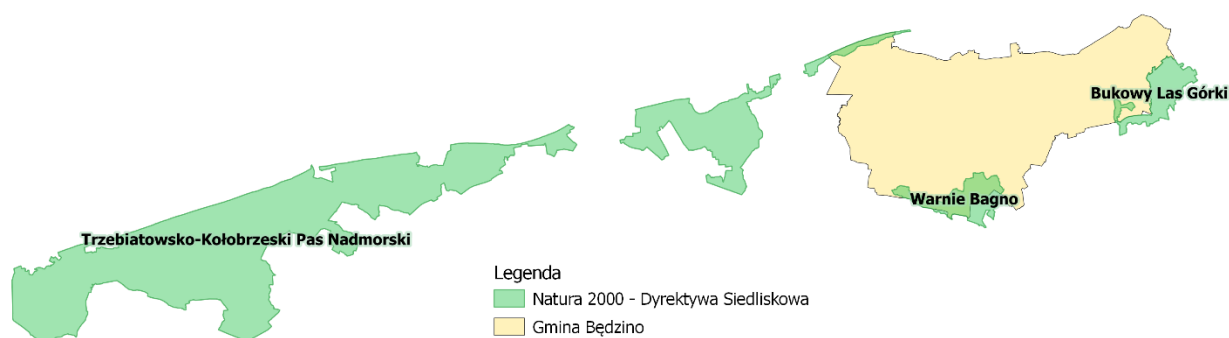 Bukowy Las Górki
Warnie Bagno
Trzebiatowsko-Kołobrzeski Pas Nadmorski
Legenda
Natura 2000 - Dyrektywa Siedliskowa
Gmina Będzino